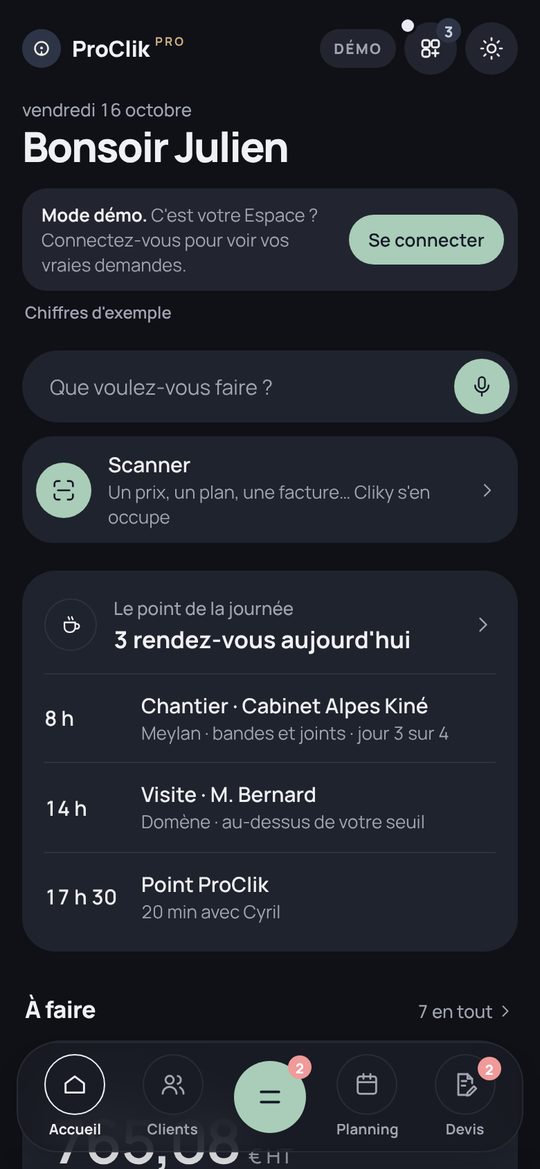 ProClik PRO
DÉMO
3
vendredi 16 octobre
Bonsoir Julien
Mode démo. C'est votre Espace ?
Connectez-vous pour voir vos
vraies demandes.
Se connecter
Chiffres d'exemple
Que voulez-vous faire ?
Scanner
Un prix, un plan, une facture... Cliky s'en
occupe
Le point de la journée
3 rendez-vous aujourd'hui
8 h
Chantier · Cabinet Alpes Kiné
Meylan · bandes et joints · jour 3 sur 4
14 h
Visite · M. Bernard
Domène · au-dessus de votre seuil
17 h 30
Point ProClik
20 min avec Cyril
À faire
7 en tout
2
2
Accueil
Clients
Planning
Devis
765,08 € HT